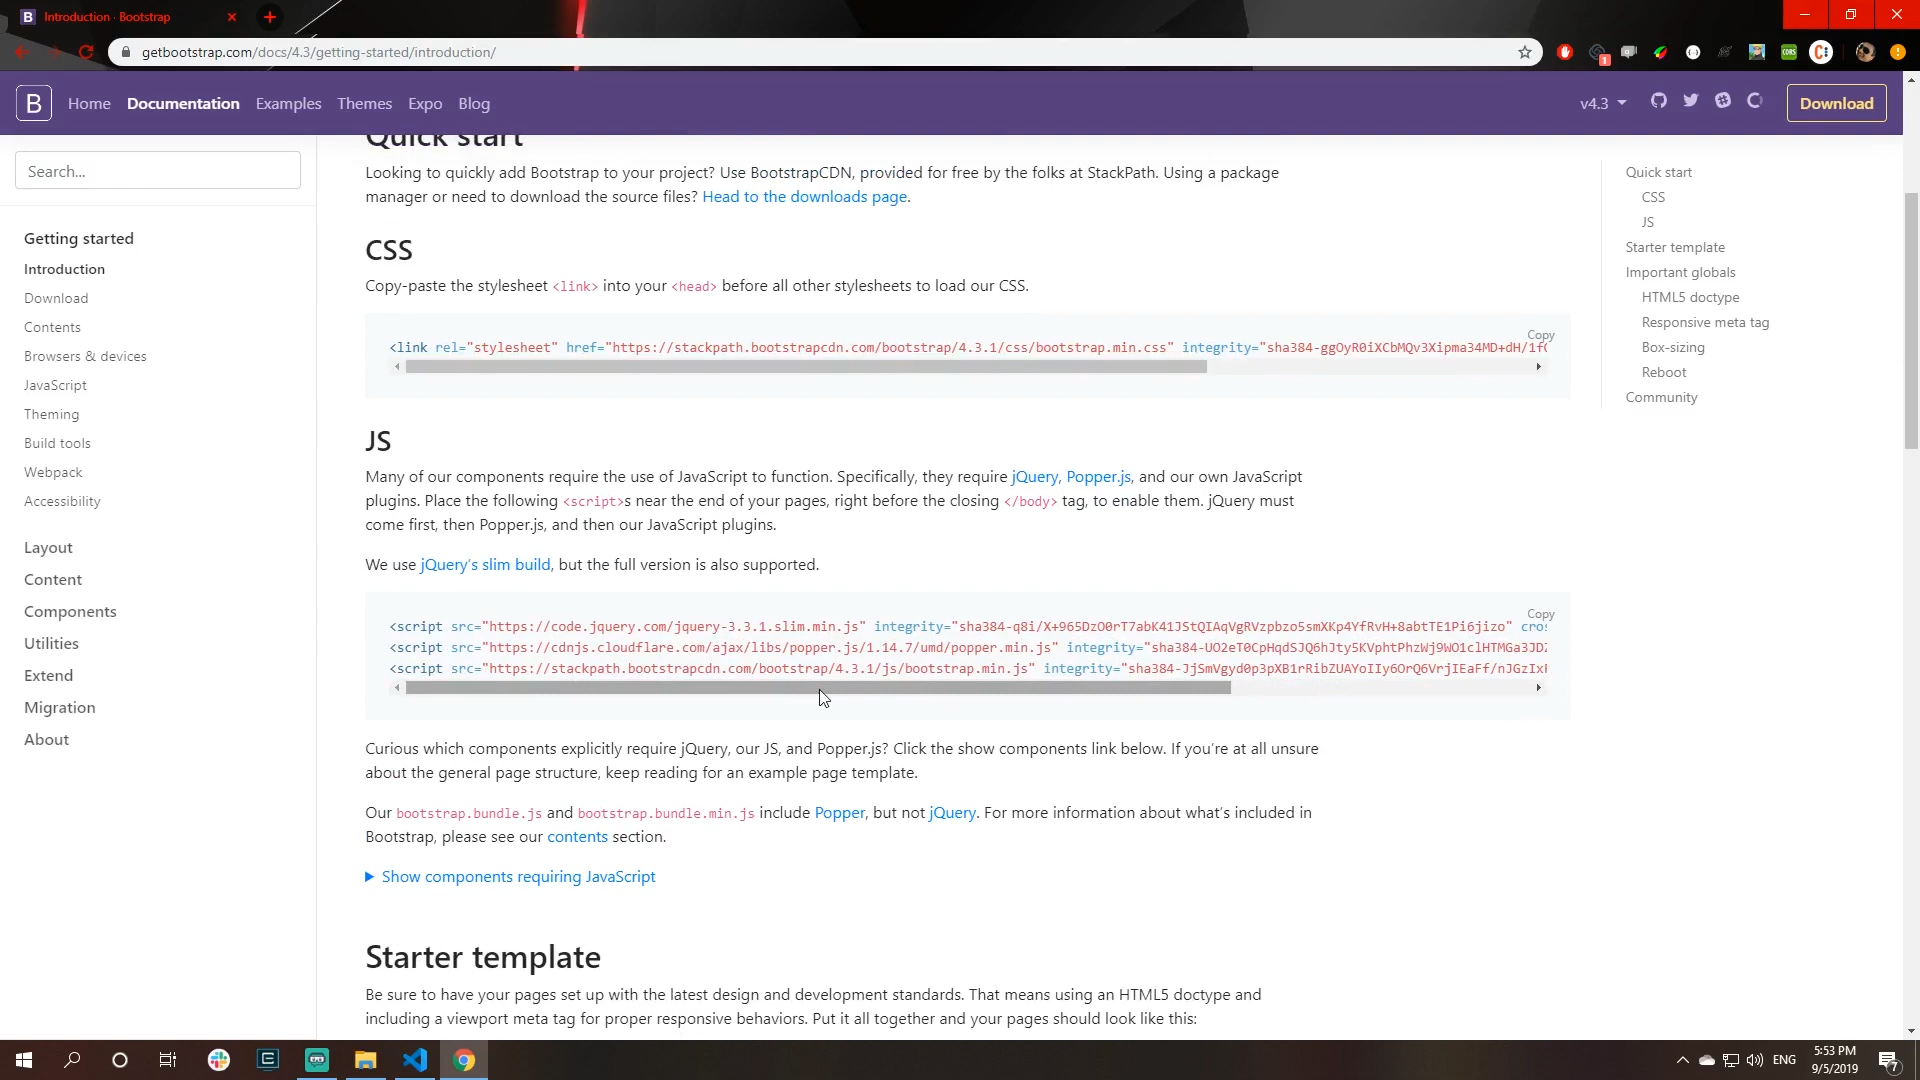 Introduction · Bootstrap
getbootstrap.com/docs/4.3/getting-started/introduction/
1
CORS
B Home Documentation Examples Themes Expo Blog
v4.3
Download
Search...
Getting started
Introduction
Download
Contents
Browsers & devices
JavaScript
Theming
Build tools
Webpack
Accessibility
Layout
Content
Components
Utilities
Extend
Migration
About
Quick start
Looking to quickly add Bootstrap to your project? Use BootstrapCDN, provided for free by the folks at StackPath. Using a package
manager or need to download the source files? Head to the downloads page.
CSS
Copy-paste the stylesheet <link> into your <head> before all other stylesheets to load our CSS.
Copy
<link rel="stylesheet" href="https://stackpath.bootstrapcdn.com/bootstrap/4.3.1/css/bootstrap.min.css" integrity="sha384-ggOyR0iXCbMQv3Xipma34MD+dH/1f
JS
Many of our components require the use of JavaScript to function. Specifically, they require jQuery, Popper.js, and our own JavaScript
plugins. Place the following <script>s near the end of your pages, right before the closing </body> tag, to enable them. jQuery must
come first, then Popper.js, and then our JavaScript plugins.
We use jQuery's slim build, but the full version is also supported.
Copy
<script src="https://code.jquery.com/jquery-3.3.1.slim.min.js" integrity="sha384-q8i/X+965DzO0rT7abK41JStQIAqVgRVzpbzo5smXKp4YfRvH+8abtTE1Pi6jizo" cros
<script src="https://cdnjs.cloudflare.com/ajax/libs/popper.js/1.14.7/umd/popper.min.js" integrity="sha384-UO2eT0CpHqdSJQ6hJty5KVphtPhzWj9WO1clHTMGa3JDZ
<script src="https://stackpath.bootstrapcdn.com/bootstrap/4.3.1/js/bootstrap.min.js" integrity="sha384-JjSmVgyd0p3pXB1rRibZUAYoIIy6OrQ6VrjIEaFf/nJGzIx
Curious which components explicitly require jQuery, our JS, and Popper.js? Click the show components link below. If you're at all unsure
about the general page structure, keep reading for an example page template.
Our bootstrap.bundle.js and bootstrap.bundle.min.js include Popper, but not jQuery. For more information about what's included in
Bootstrap, please see our contents section.
Show components requiring JavaScript
Starter template
Be sure to have your pages set up with the latest design and development standards. That means using an HTML5 doctype and
including a viewport meta tag for proper responsive behaviors. Put it all together and your pages should look like this:
Quick start
CSS
JS
Starter template
Important globals
HTML5 doctype
Responsive meta tag
Box-sizing
Reboot
Community
ENG
5:53 PM
9/5/2019
7